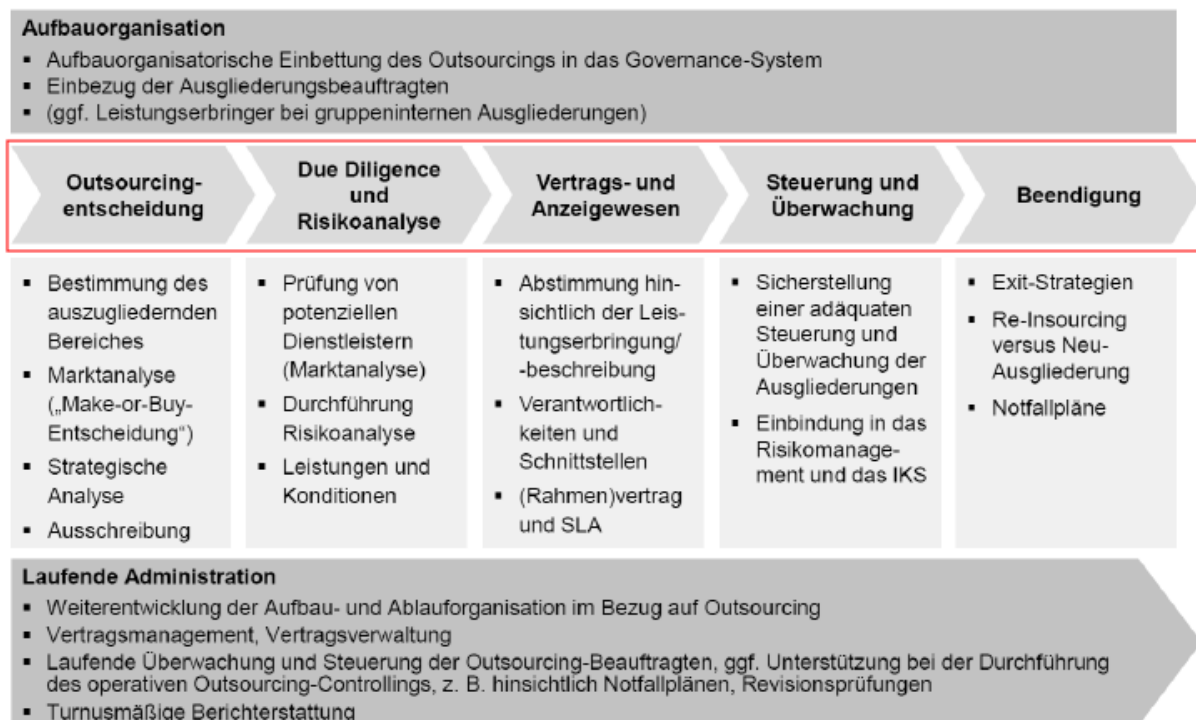 Aufbauorganisation
▪ Aufbauorganisatorische Einbettung des Outsourcings in das Governance-System
▪ Einbezug der Ausgliederungsbeauftragten
▪ (ggf. Leistungserbringer bei gruppeninternen Ausgliederungen)
Outsourcing-
entscheidung
Due Diligence
und
Risikoanalyse
Vertrags- und
Anzeigewesen
Steuerung und
Überwachung
Beendigung
▪ Bestimmung des
auszugliedernden
Bereiches
▪ Marktanalyse
(„Make-or-Buy-
Entscheidung“)
▪ Strategische
Analyse
▪ Ausschreibung
▪ Prüfung von
potenziellen
Dienstleistern
(Marktanalyse)
▪ Durchführung
Risikoanalyse
▪ Leistungen und
Konditionen
▪ Abstimmung hin-
sichtlich der Leis-
tungserbringung/
-beschreibung
▪ Verantwortlich-
keiten und
Schnittstellen
▪ (Rahmen)vertrag
und SLA
▪ Sicherstellung
einer adäquaten
Steuerung und
Überwachung der
Ausgliederungen
▪ Einbindung in das
Risikomanage-
ment und das IKS
▪ Exit-Strategien
▪ Re-Insourcing
versus Neu-
Ausgliederung
▪ Notfallpläne
Laufende Administration
▪ Weiterentwicklung der Aufbau- und Ablauforganisation im Bezug auf Outsourcing
▪ Vertragsmanagement, Vertragsverwaltung
▪ Laufende Überwachung und Steuerung der Outsourcing-Beauftragten, ggf. Unterstützung bei der Durchführung
des operativen Outsourcing-Controllings, z. B. hinsichtlich Notfallplänen, Revisionsprüfungen
▪ Turnusmäßige Berichterstattung